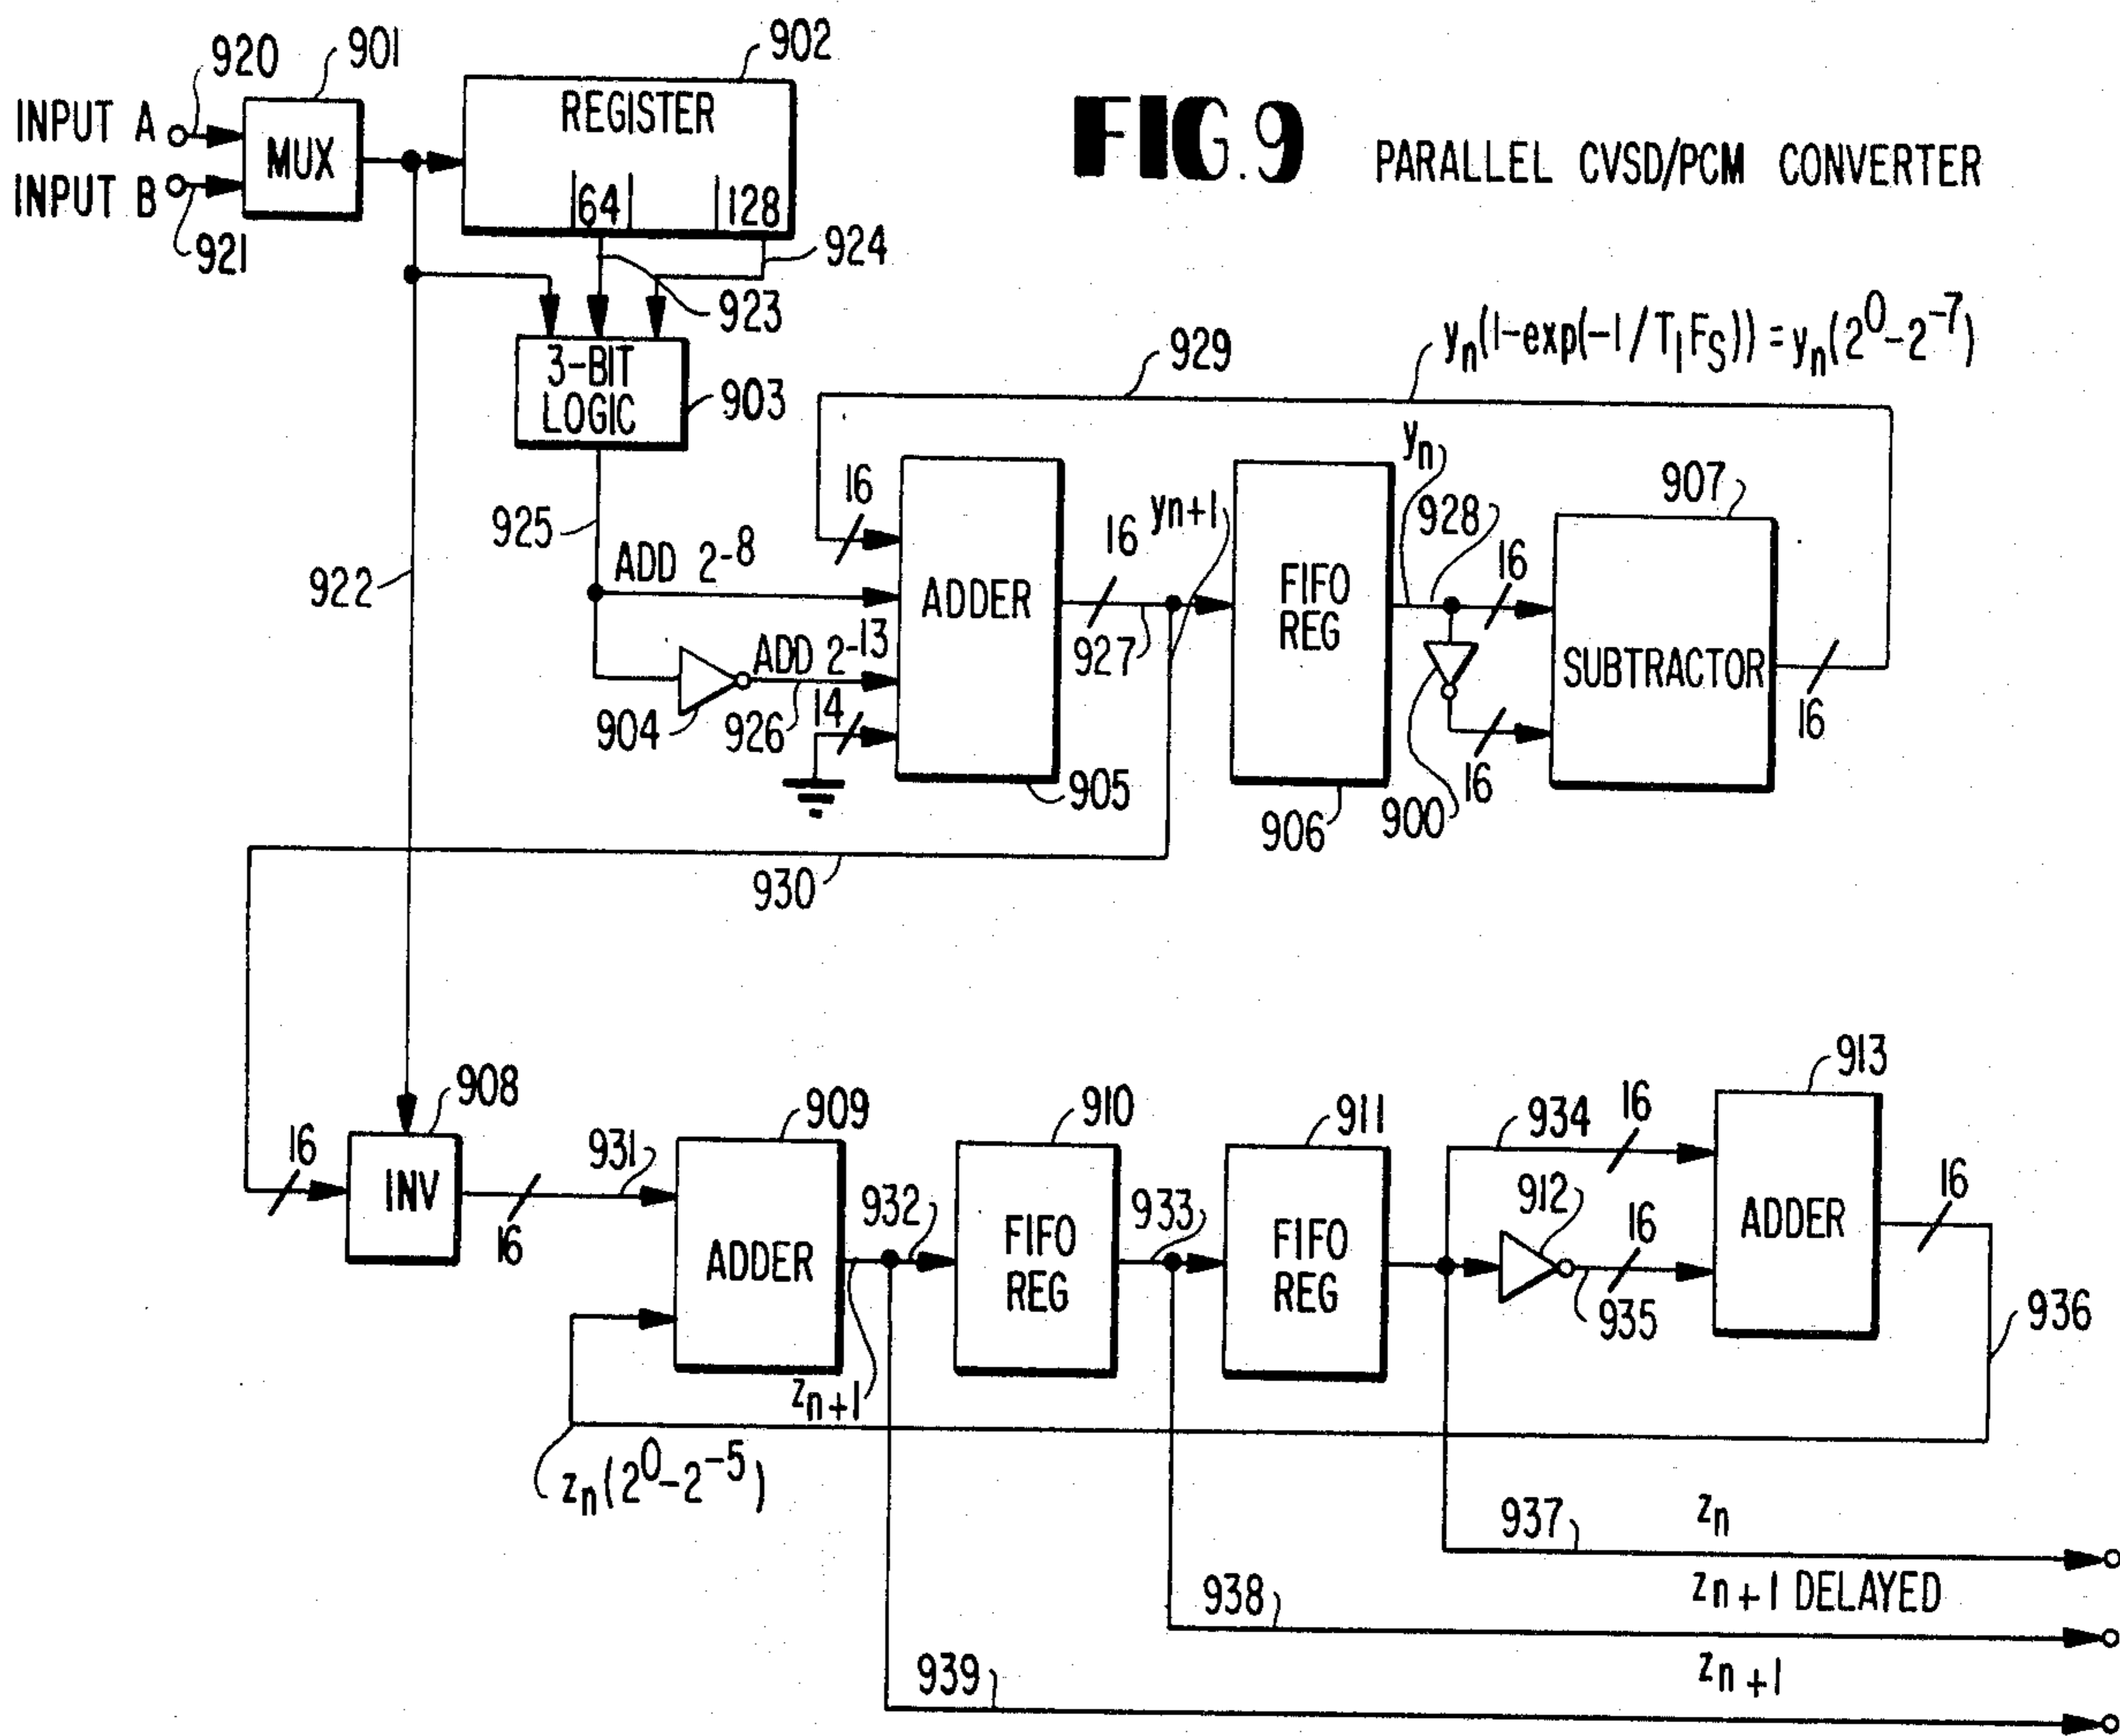 920
901
902
INPUT A
MUX
REGISTER
64
128
INPUT B
921
FIG. 9 PARALLEL CVSD/PCM CONVERTER
924
923
3-BIT
LOGIC
903
929
yn(1-exp(-1/T1FS)) = yn(2^0-2^-7)
925
922
ADD 2-8
16
ADD 2-13
904
926
14
ADDER
905
16
yn+1
927
FIFO
REG
906
yn
928
16
900
16
907
SUBTRACTOR
16
930
908
16
INV
931
16
909
ADDER
932
zn+1
910
FIFO
REG
933
911
FIFO
REG
934
16
912
16
935
913
ADDER
16
936
zn(2^0-2^-5)
937
zn
938
zn+1 DELAYED
939
zn+1